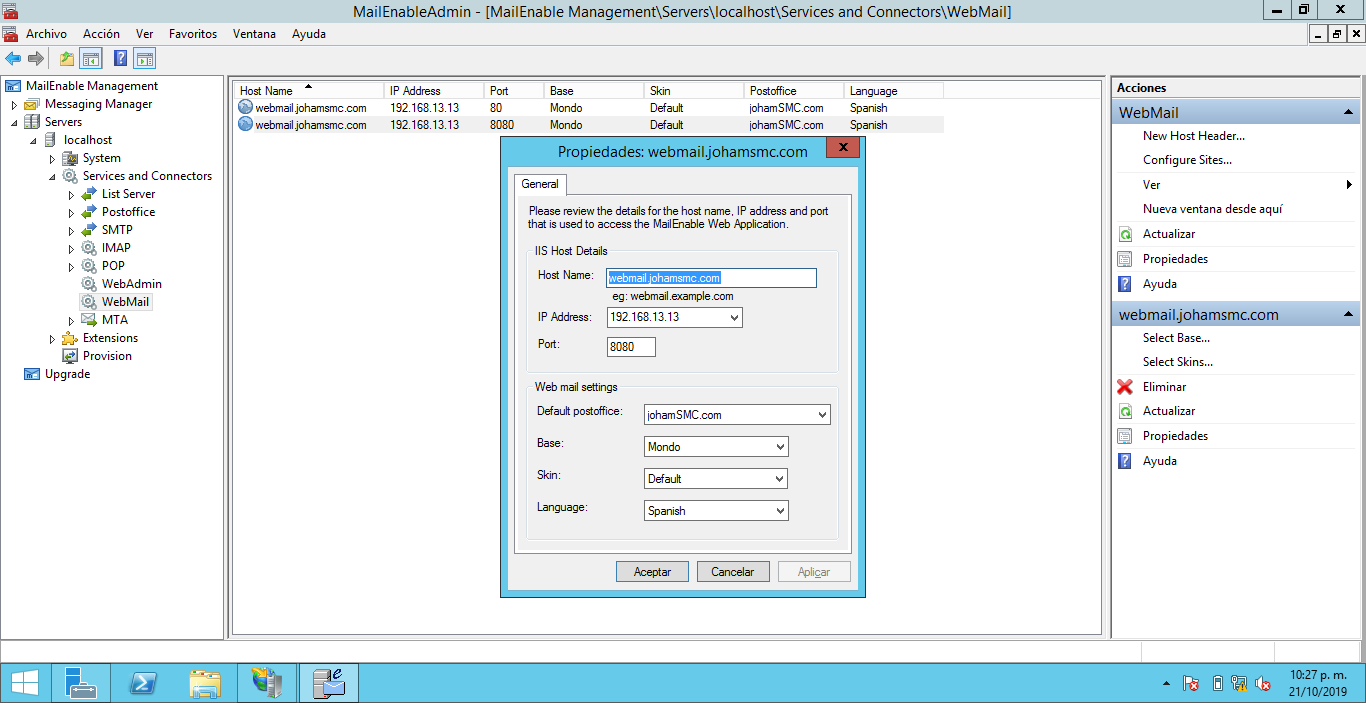 MailEnableAdmin - [MailEnable Management\Servers\localhost\Services and Connectors\WebMail]
Archivo Acción Ver Favoritos Ventana Ayuda
MailEnable Management
Messaging Manager
Servers
localhost
System
Services and Connectors
List Server
Postoffice
SMTP
IMAP
POP
WebAdmin
WebMail
MTA
Extensions
Provision
Upgrade
Host Name IP Address Port Base Skin Postoffice Language
webmail.johamsmc.com 192.168.13.13 80 Mondo Default johamSMC.com Spanish
webmail.johamsmc.com 192.168.13.13 8080 Mondo Default johamSMC.com Spanish
Propiedades: webmail.johamsmc.com
General
Please review the details for the host name, IP address and port
that is used to access the MailEnable Web Application.
IIS Host Details
Host Name: webmail.johamsmc.com
eg: webmail.example.com
IP Address: 192.168.13.13
Port: 8080
Web mail settings
Default postoffice: johamSMC.com
Base: Mondo
Skin: Default
Language: Spanish
Aceptar Cancelar Aplicar
Acciones
WebMail
New Host Header...
Configure Sites...
Ver
Nueva ventana desde aquí
Actualizar
Propiedades
Ayuda
webmail.johamsmc.com
Select Base...
Select Skins...
Eliminar
Actualizar
Propiedades
Ayuda
10:27 p. m.
21/10/2019